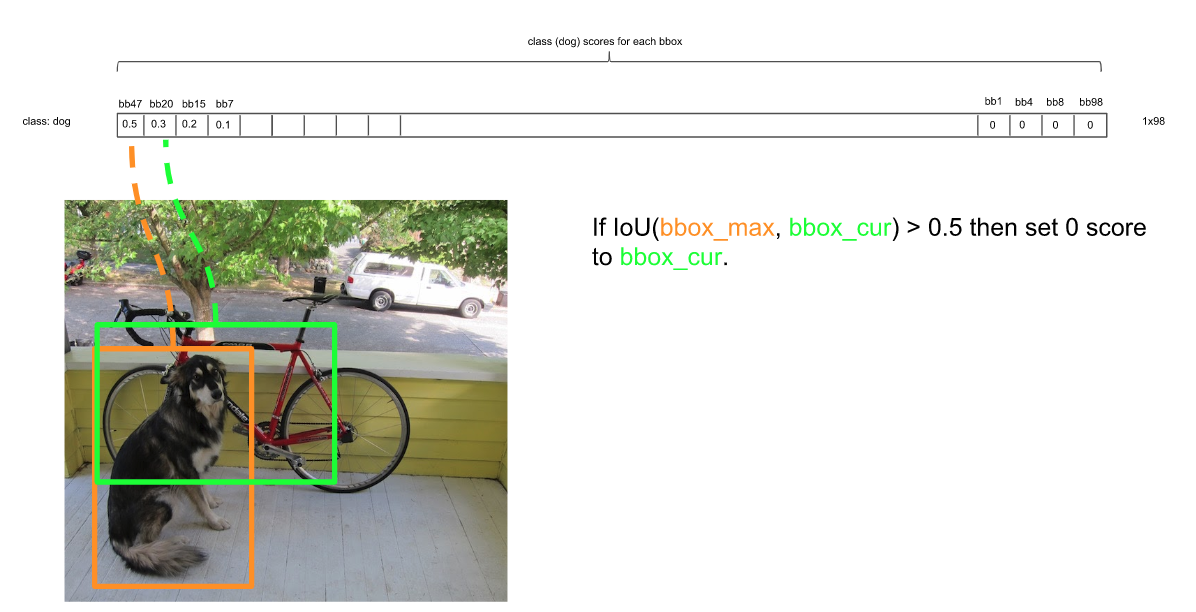 class (dog) scores for each bbox
bb47 bb20 bb15 bb7 bb1 bb4 bb8 bb98
class: dog 0.5 0.3 0.2 0.1 0 0 0 0 1x98
If IoU(bbox_max, bbox_cur) > 0.5 then set 0 score
to bbox_cur.